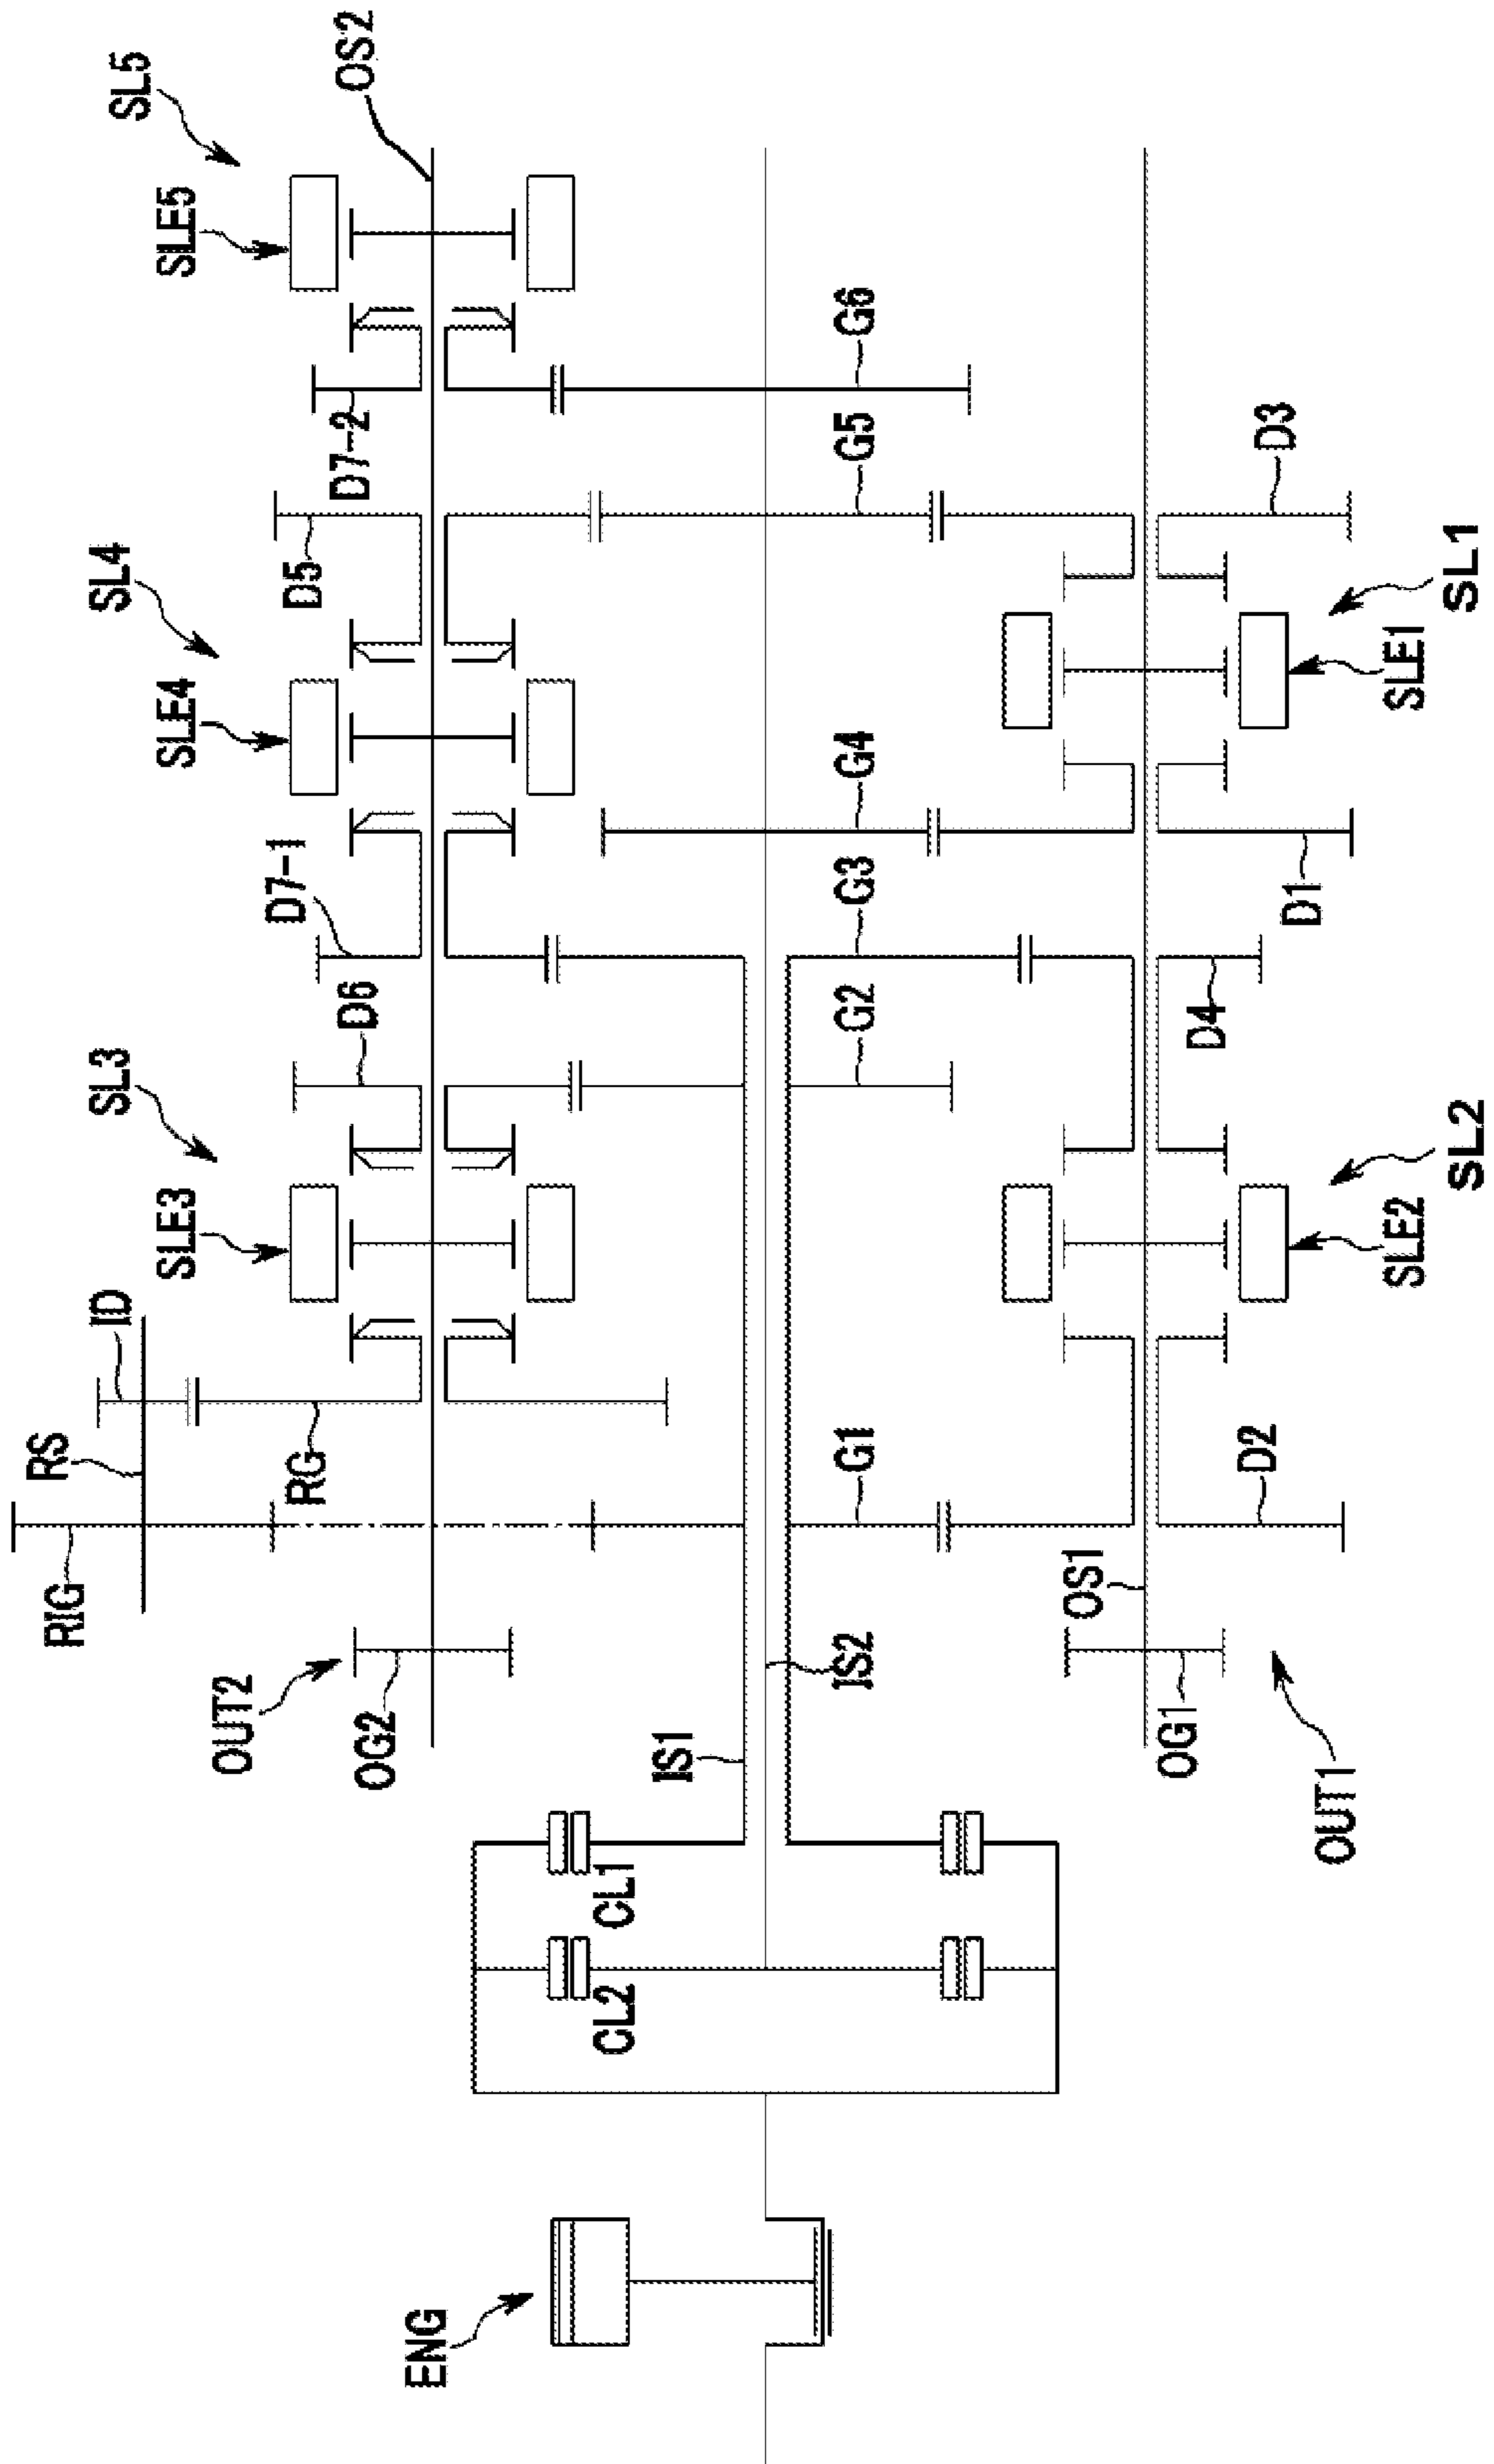 SL5
OS2
SLE5
G6
D7-2
G5
D3
D5
SL4
SL1
SLE4
SLE1
G4
D7-1
G3
D1
D6
G2
D4
SL3
SL2
SLE3
SLE2
ID
RS
RG
G1
D2
RIG
OS1
OUT2
OG2
IS2
IS1
OG1
OUT1
CL1
CL2
ENG